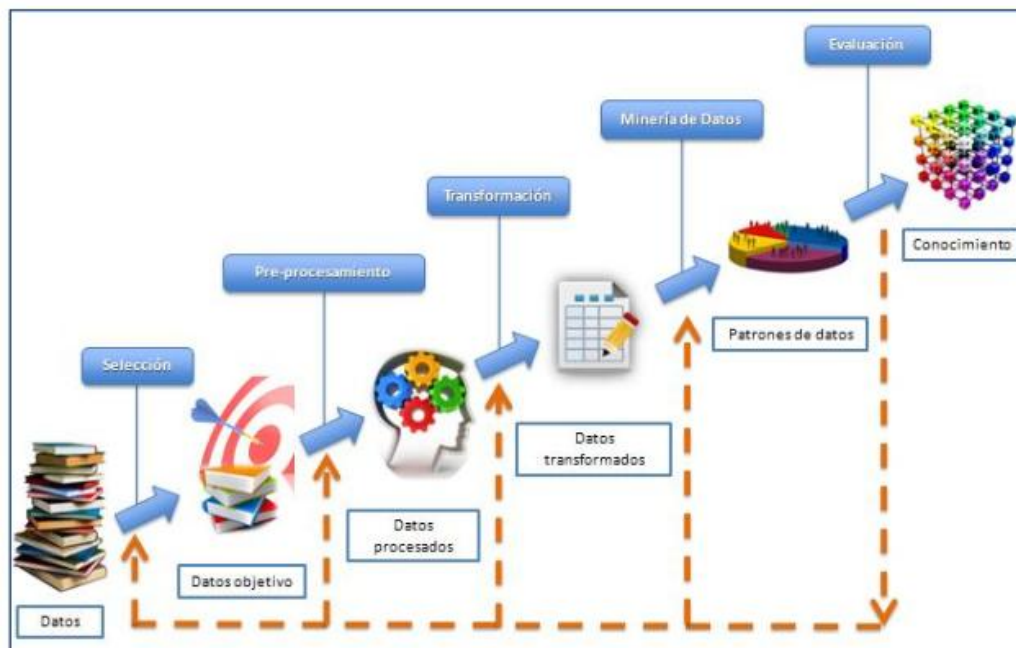 Evaluación
Minería de Datos
Transformación
Conocimiento
Pre-procesamiento
Patrones de datos
Selección
Datos
transformados
Datos
procesados
Datos objetivo
Datos